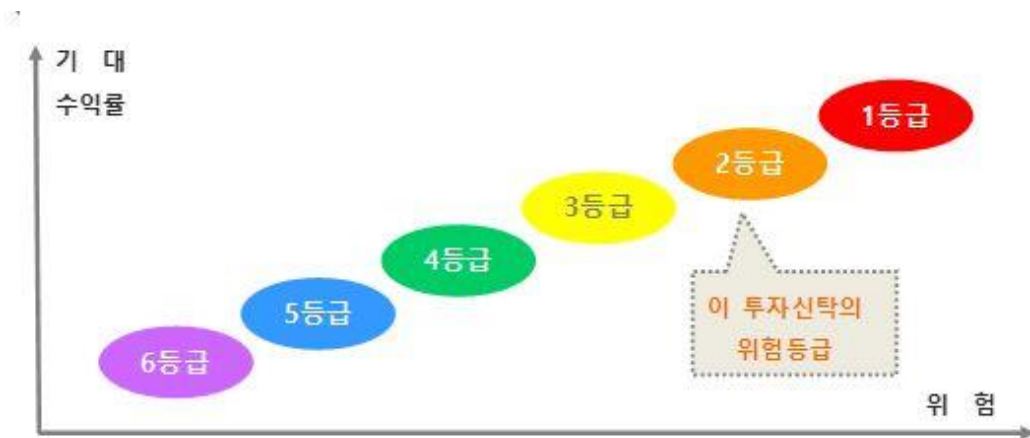 기 대
수익률
1등급
2등급
3등급
4등급
5등급
6등급
이 투자신탁의
위험등급
위 험